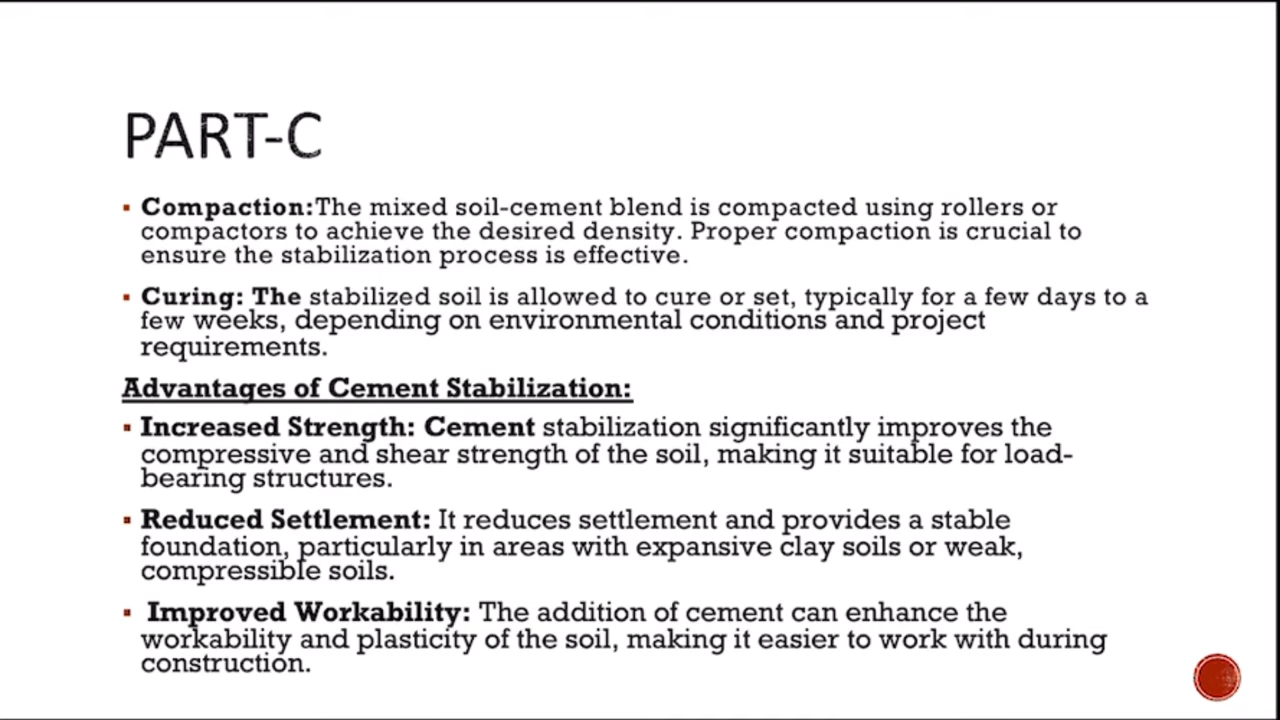 PART-C
▪ Compaction:The mixed soil-cement blend is compacted using rollers or
compactors to achieve the desired density. Proper compaction is crucial to
ensure the stabilization process is effective.
▪ Curing: The stabilized soil is allowed to cure or set, typically for a few days to a
few weeks, depending on environmental conditions and project
requirements.
Advantages of Cement Stabilization:
▪ Increased Strength: Cement stabilization significantly improves the
compressive and shear strength of the soil, making it suitable for load-
bearing structures.
▪ Reduced Settlement: It reduces settlement and provides a stable
foundation, particularly in areas with expansive clay soils or weak,
compressible soils.
▪ Improved Workability: The addition of cement can enhance the
workability and plasticity of the soil, making it easier to work with during
construction.